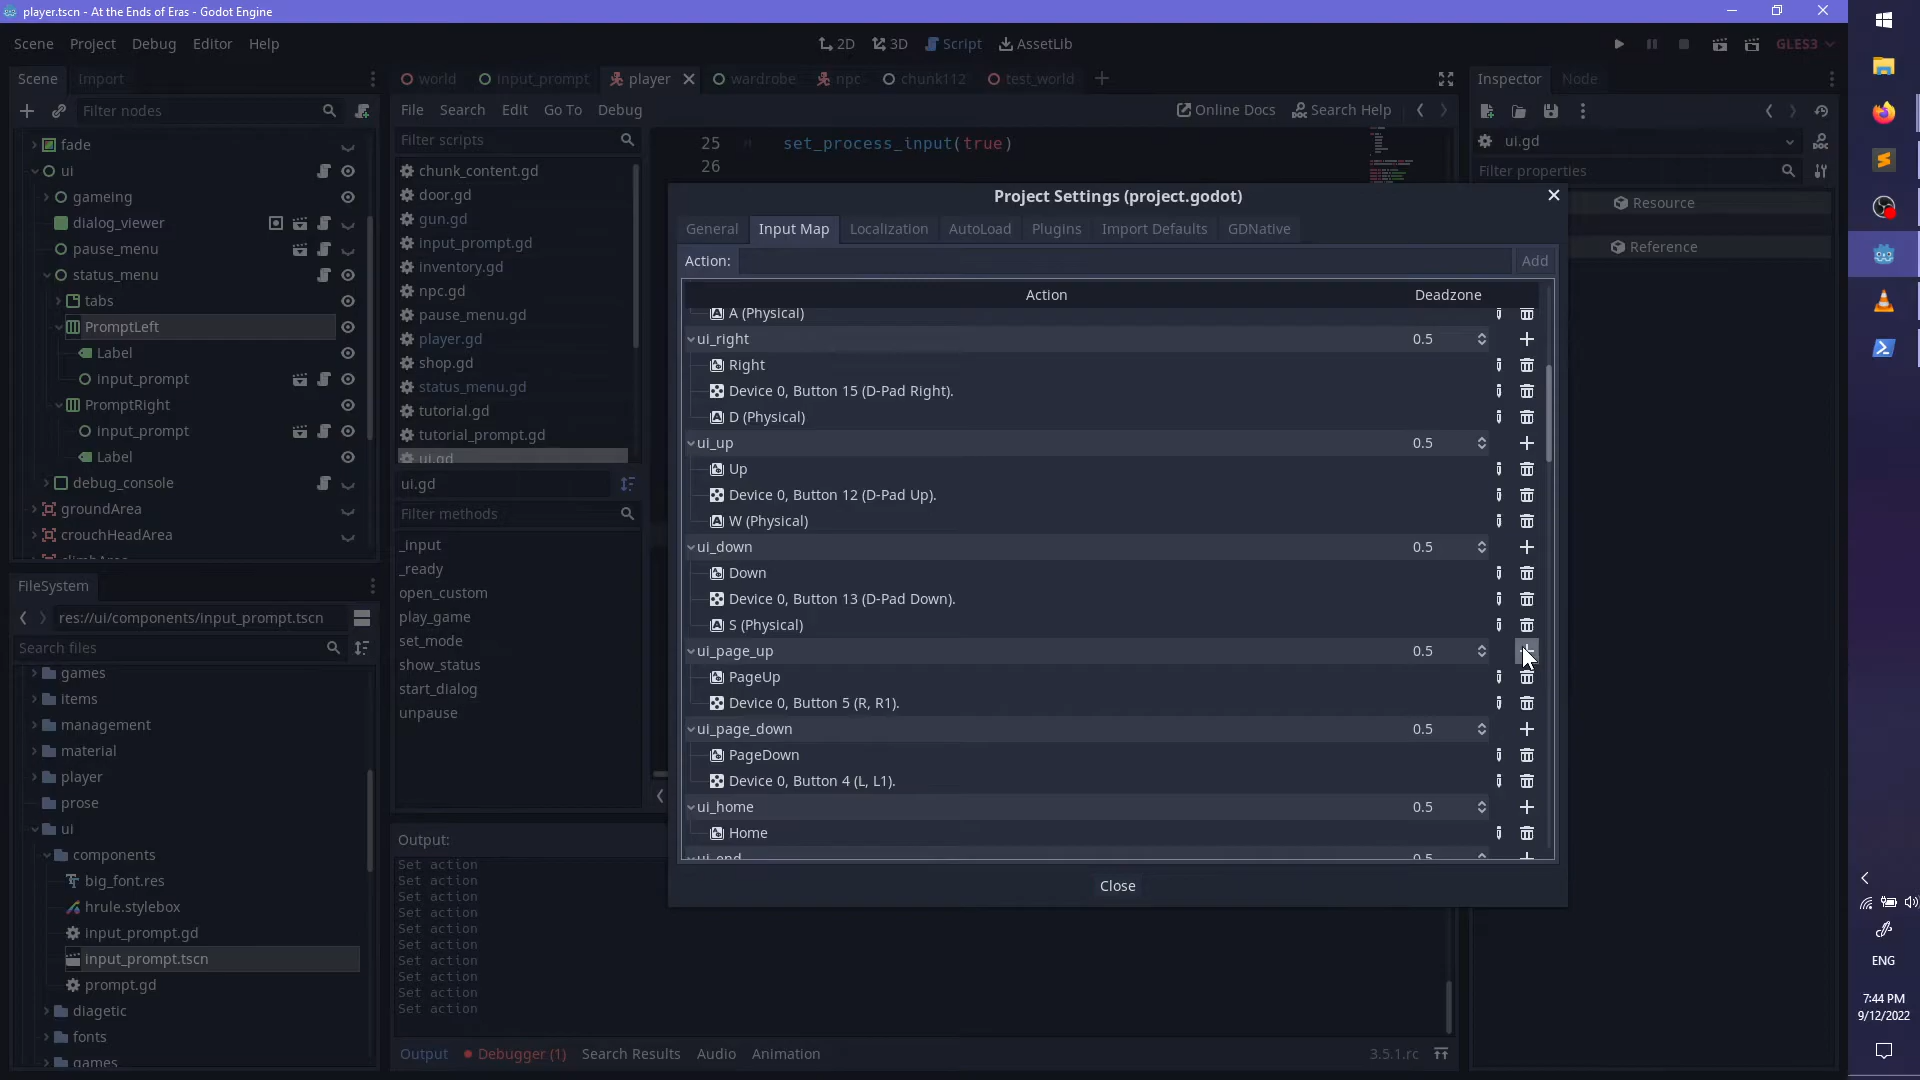 player.tscn - At the Ends of Eras - Godot Engine
Scene Project Debug Editor Help
2D 3D Script AssetLib
GLES3
Scene Import
world input_prompt player wardrobe npc chunk112 test_world
Inspector Node
Filter nodes
File Search Edit Go To Debug
Online Docs Search Help
Filter scripts
25 set_process_input(true)
26
ui.gd
Filter properties
Resource
Reference
fade
ui
gameing
dialog_viewer
pause_menu
status_menu
tabs
PromptLeft
Label
input_prompt
PromptRight
input_prompt
Label
debug_console
groundArea
crouchHeadArea
climbArea
chunk_content.gd
door.gd
gun.gd
input_prompt.gd
inventory.gd
npc.gd
pause_menu.gd
player.gd
shop.gd
status_menu.gd
tutorial.gd
tutorial_prompt.gd
ui.gd
ui.gd
Filter methods
_input
_ready
open_custom
play_game
set_mode
show_status
start_dialog
unpause
Project Settings (project.godot)
General Input Map Localization AutoLoad Plugins Import Defaults GDNative
Action: Add
Action Deadzone
A (Physical)
ui_right 0.5
Right
Device 0, Button 15 (D-Pad Right).
D (Physical)
ui_up 0.5
Up
Device 0, Button 12 (D-Pad Up).
W (Physical)
ui_down 0.5
Down
Device 0, Button 13 (D-Pad Down).
S (Physical)
ui_page_up 0.5
PageUp
Device 0, Button 5 (R, R1).
ui_page_down 0.5
PageDown
Device 0, Button 4 (L, L1).
ui_home 0.5
Home
ui_end 0.5
Close
FileSystem
res://ui/components/input_prompt.tscn
Search files
games
items
management
material
player
prose
ui
components
big_font.res
hrule.stylebox
input_prompt.gd
input_prompt.tscn
prompt.gd
diagetic
fonts
games
Output:
Set action
Set action
Set action
Set action
Set action
Set action
Set action
Set action
Set action
Set action
Output Debugger (1) Search Results Audio Animation
3.5.1.rc
ENG
7:44 PM
9/12/2022